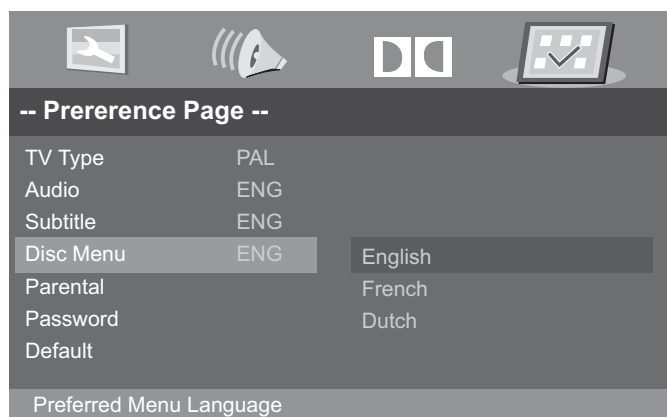 -- Prererence Page --
TV Type PAL
Audio ENG
Subtitle ENG
Disc Menu ENG English
Parental French
Password Dutch
Default
Preferred Menu Language